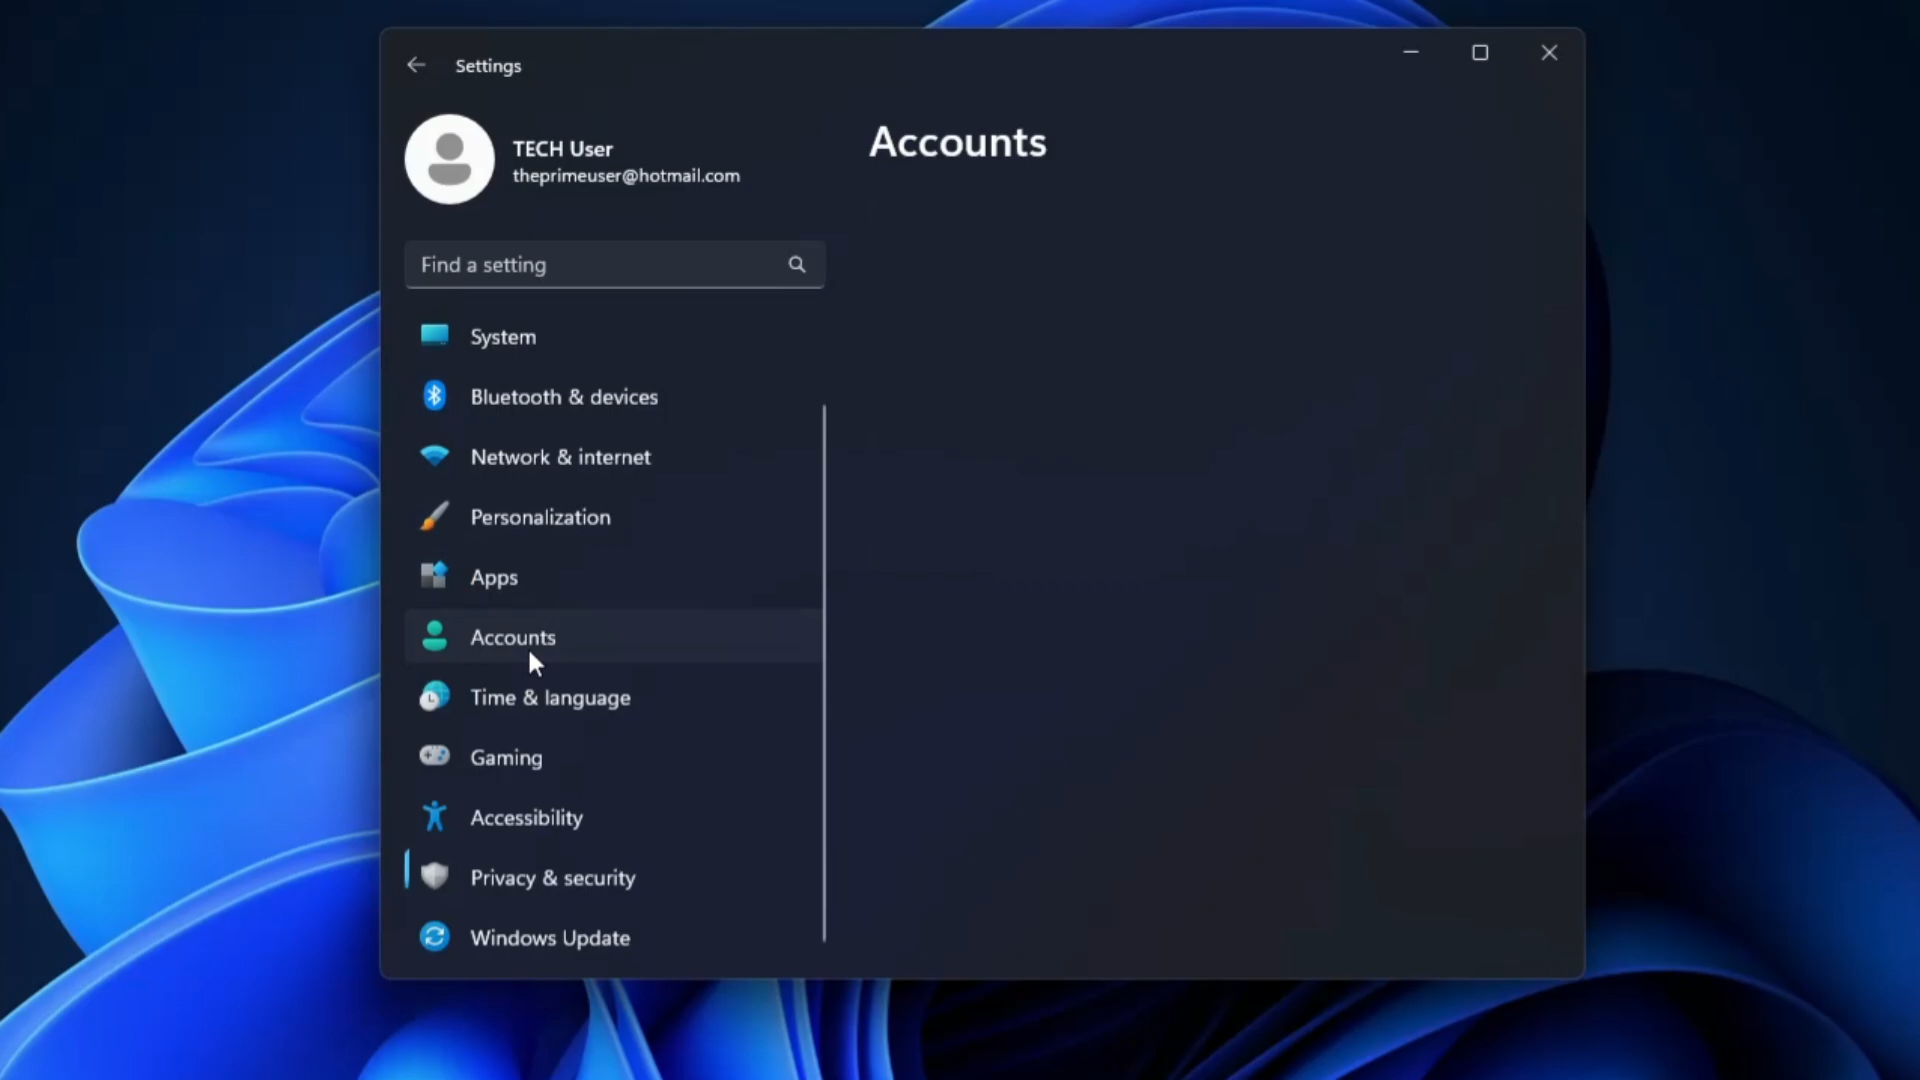 Settings
TECH User
theprimeuser@hotmail.com
Accounts
Find a setting
System
Bluetooth & devices
Network & internet
Personalization
Apps
Accounts
Time & language
Gaming
Accessibility
Privacy & security
Windows Update